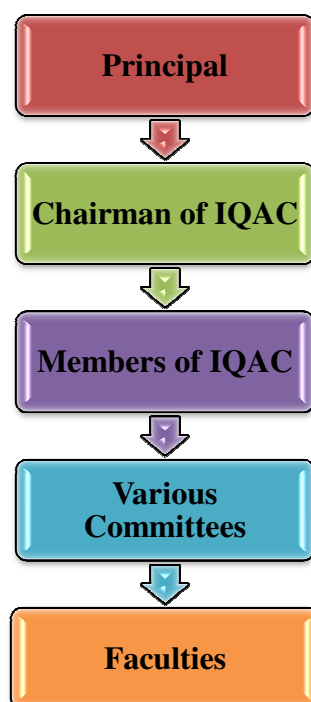 Principal
Chairman of IQAC
Members of IQAC
Various
Committees
Faculties